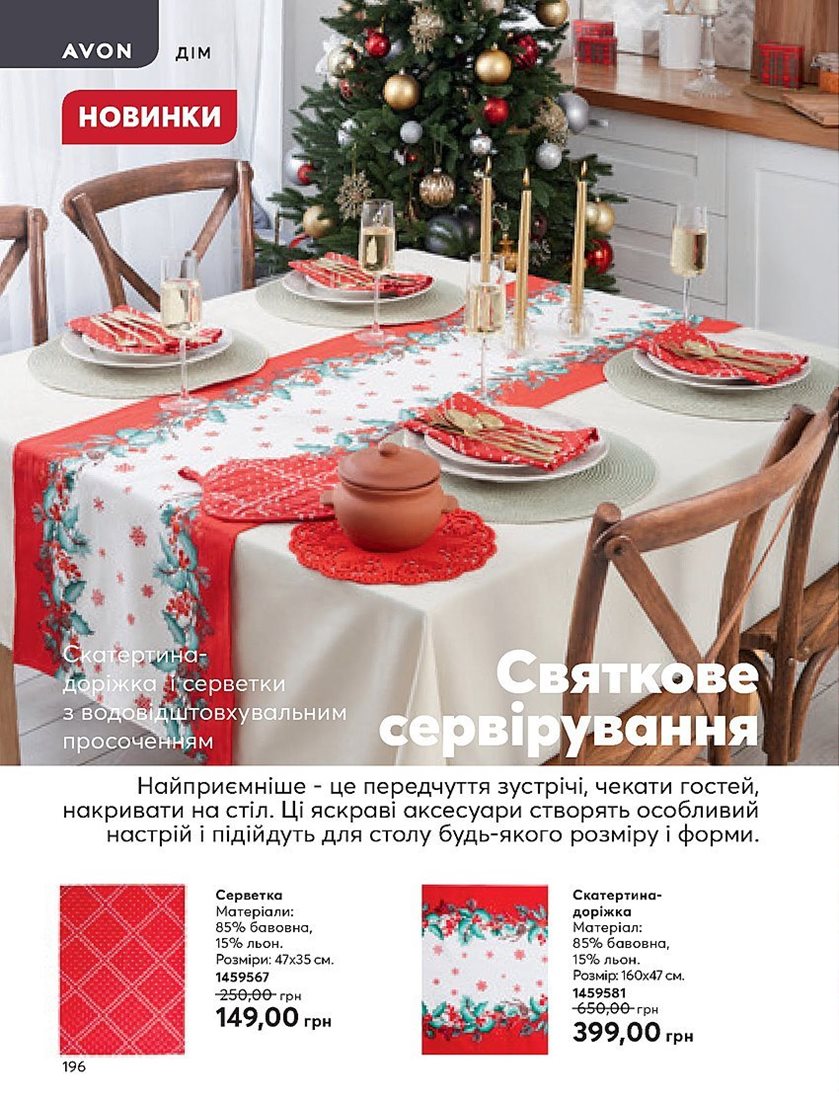 AVON ДІМ
НОВИНКИ
Скатертина-
доріжка і серветки
з водовідштовхувальним
просоченням
Святкове
сервірування
Найприємніше - це передчуття зустрічі, чекати гостей,
накривати на стіл. Ці яскраві аксесуари створять особливий
настрій і підійдуть для столу будь-якого розміру і форми.
Серветка
Матеріали:
85% бавовна,
15% льон.
Розміри: 47х35 см.
1459567
250,00 грн
149,00 грн
Скатертина-
доріжка
Матеріал:
85% бавовна,
15% льон.
Розмір: 160х47 см.
1459581
650,00 грн
399,00 грн
196